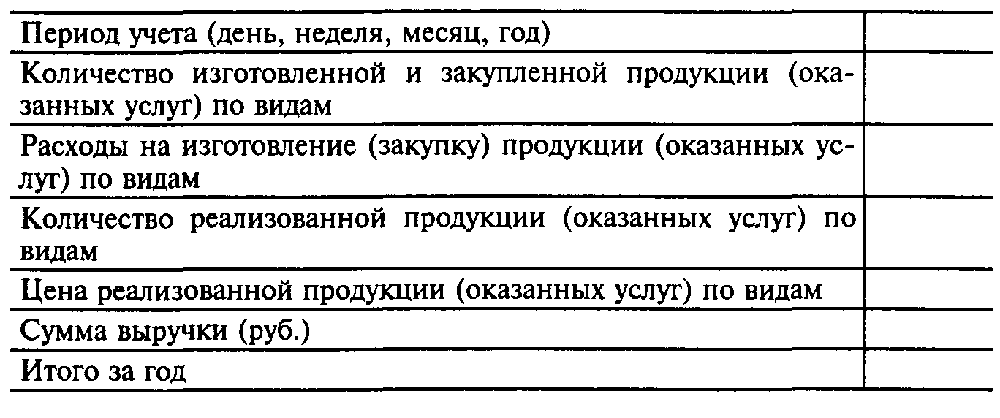 Период учета (день, неделя, месяц, год)
Количество изготовленной и закупленной продукции (ока-
занных услуг) по видам
Расходы на изготовление (закупку) продукции (оказанных ус-
луг) по видам
Количество реализованной продукции (оказанных услуг) по
видам
Цена реализованной продукции (оказанных услуг) по видам
Сумма выручки (руб.)
Итого за год